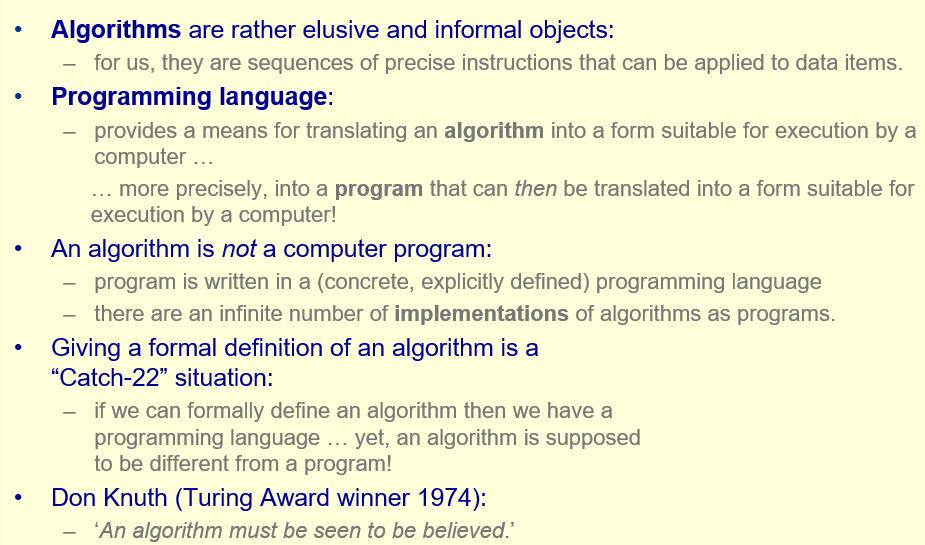 • Algorithms are rather elusive and informal objects:
– for us, they are sequences of precise instructions that can be applied to data items.
• Programming language:
– provides a means for translating an algorithm into a form suitable for execution by a
computer …
… more precisely, into a program that can then be translated into a form suitable for
execution by a computer!
• An algorithm is not a computer program:
– program is written in a (concrete, explicitly defined) programming language
– there are an infinite number of implementations of algorithms as programs.
• Giving a formal definition of an algorithm is a
“Catch-22” situation:
– if we can formally define an algorithm then we have a
programming language … yet, an algorithm is supposed
to be different from a program!
• Don Knuth (Turing Award winner 1974):
– ‘An algorithm must be seen to be believed.’